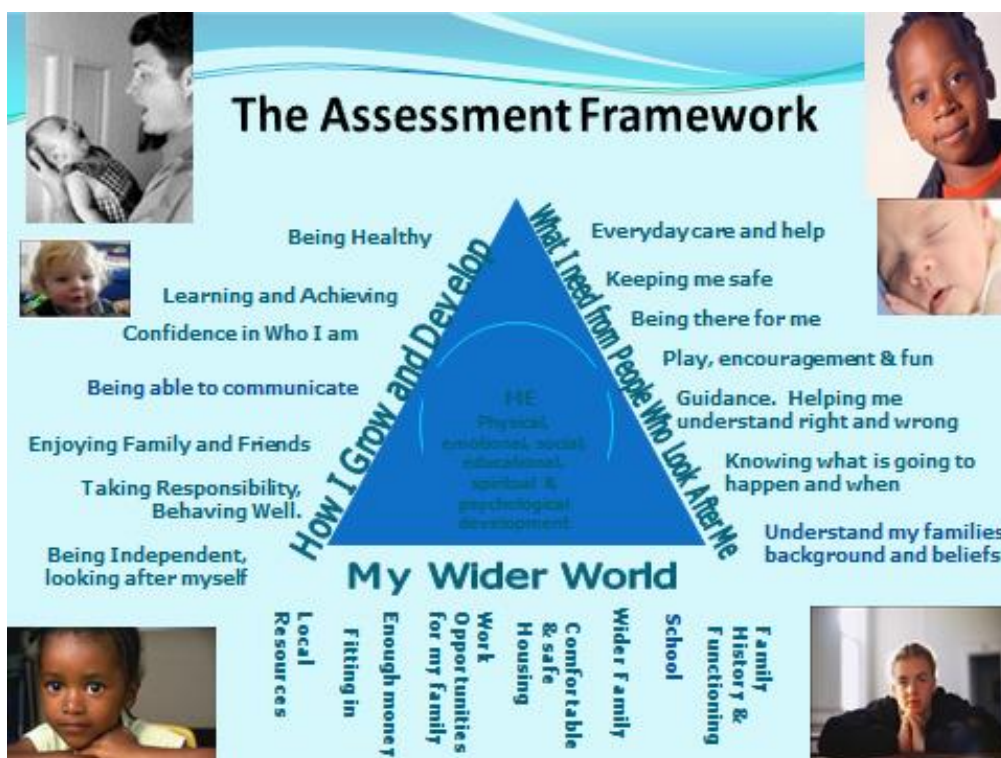 The Assessment Framework
Being Healthy
Learning and Achieving
Confidence in Who I am
Being able to communicate
Enjoying Family and Friends
Taking Responsibility,
Behaving Well.
Being Independent,
looking after myself
How I Grow and Develop
What I need from People Who Look After Me
Everyday care and help
Keeping me safe
Being there for me
Play, encouragement & fun
Guidance. Helping me
understand right and wrong
Knowing what is going to
happen and when
Understand my families
background and beliefs
ME
Physical,
emotional, social,
educational,
spiritual &
psychological
development
My Wider World
Local
Resources
Fitting in
Enough money
Work
Opportunities
for my family
Comfortable
& safe
Housing
Wider Family
School
Family
History &
Functioning